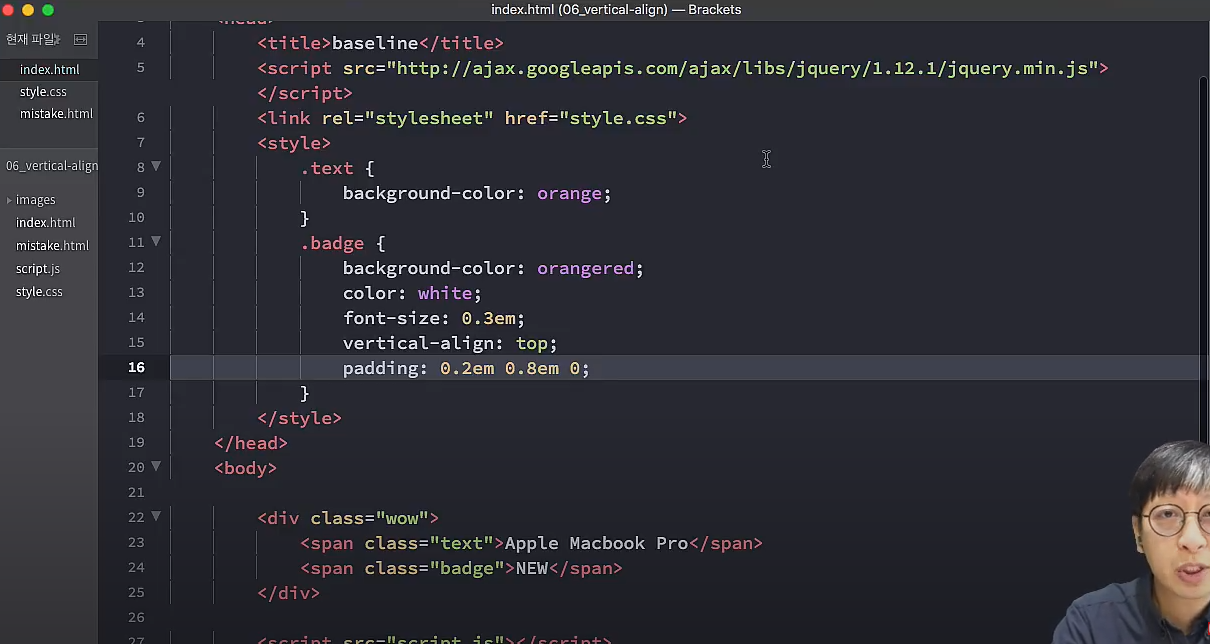 index.html (06_vertical-align) — Brackets
현재 파일
index.html
style.css
mistake.html
06_vertical-align
images
index.html
mistake.html
script.js
style.css
3 <head>
4 <title>baseline</title>
5 <script src="http://ajax.googleapis.com/ajax/libs/jquery/1.12.1/jquery.min.js">
</script>
6 <link rel="stylesheet" href="style.css">
7 <style>
8 .text {
9 background-color: orange;
10 }
11 .badge {
12 background-color: orangered;
13 color: white;
14 font-size: 0.3em;
15 vertical-align: top;
16 padding: 0.2em 0.8em 0;
17 }
18 </style>
19 </head>
20 <body>
21
22 <div class="wow">
23 <span class="text">Apple Macbook Pro</span>
24 <span class="badge">NEW</span>
25 </div>
26
27 <script src="script.js"></script>